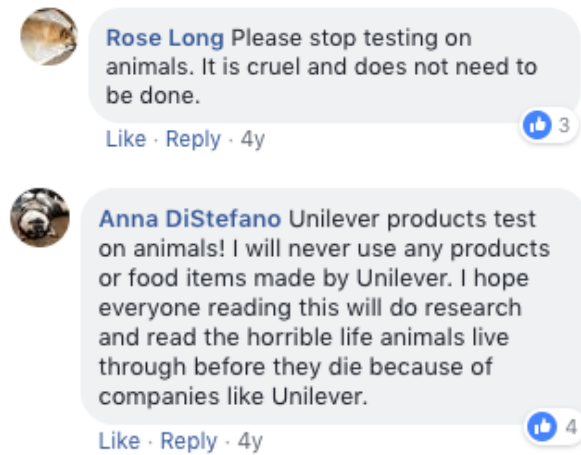 Rose Long Please stop testing on
animals. It is cruel and does not need to
be done.
3
Like · Reply · 4y
Anna DiStefano Unilever products test
on animals! I will never use any products
or food items made by Unilever. I hope
everyone reading this will do research
and read the horrible life animals live
through before they die because of
companies like Unilever.
4
Like · Reply · 4y